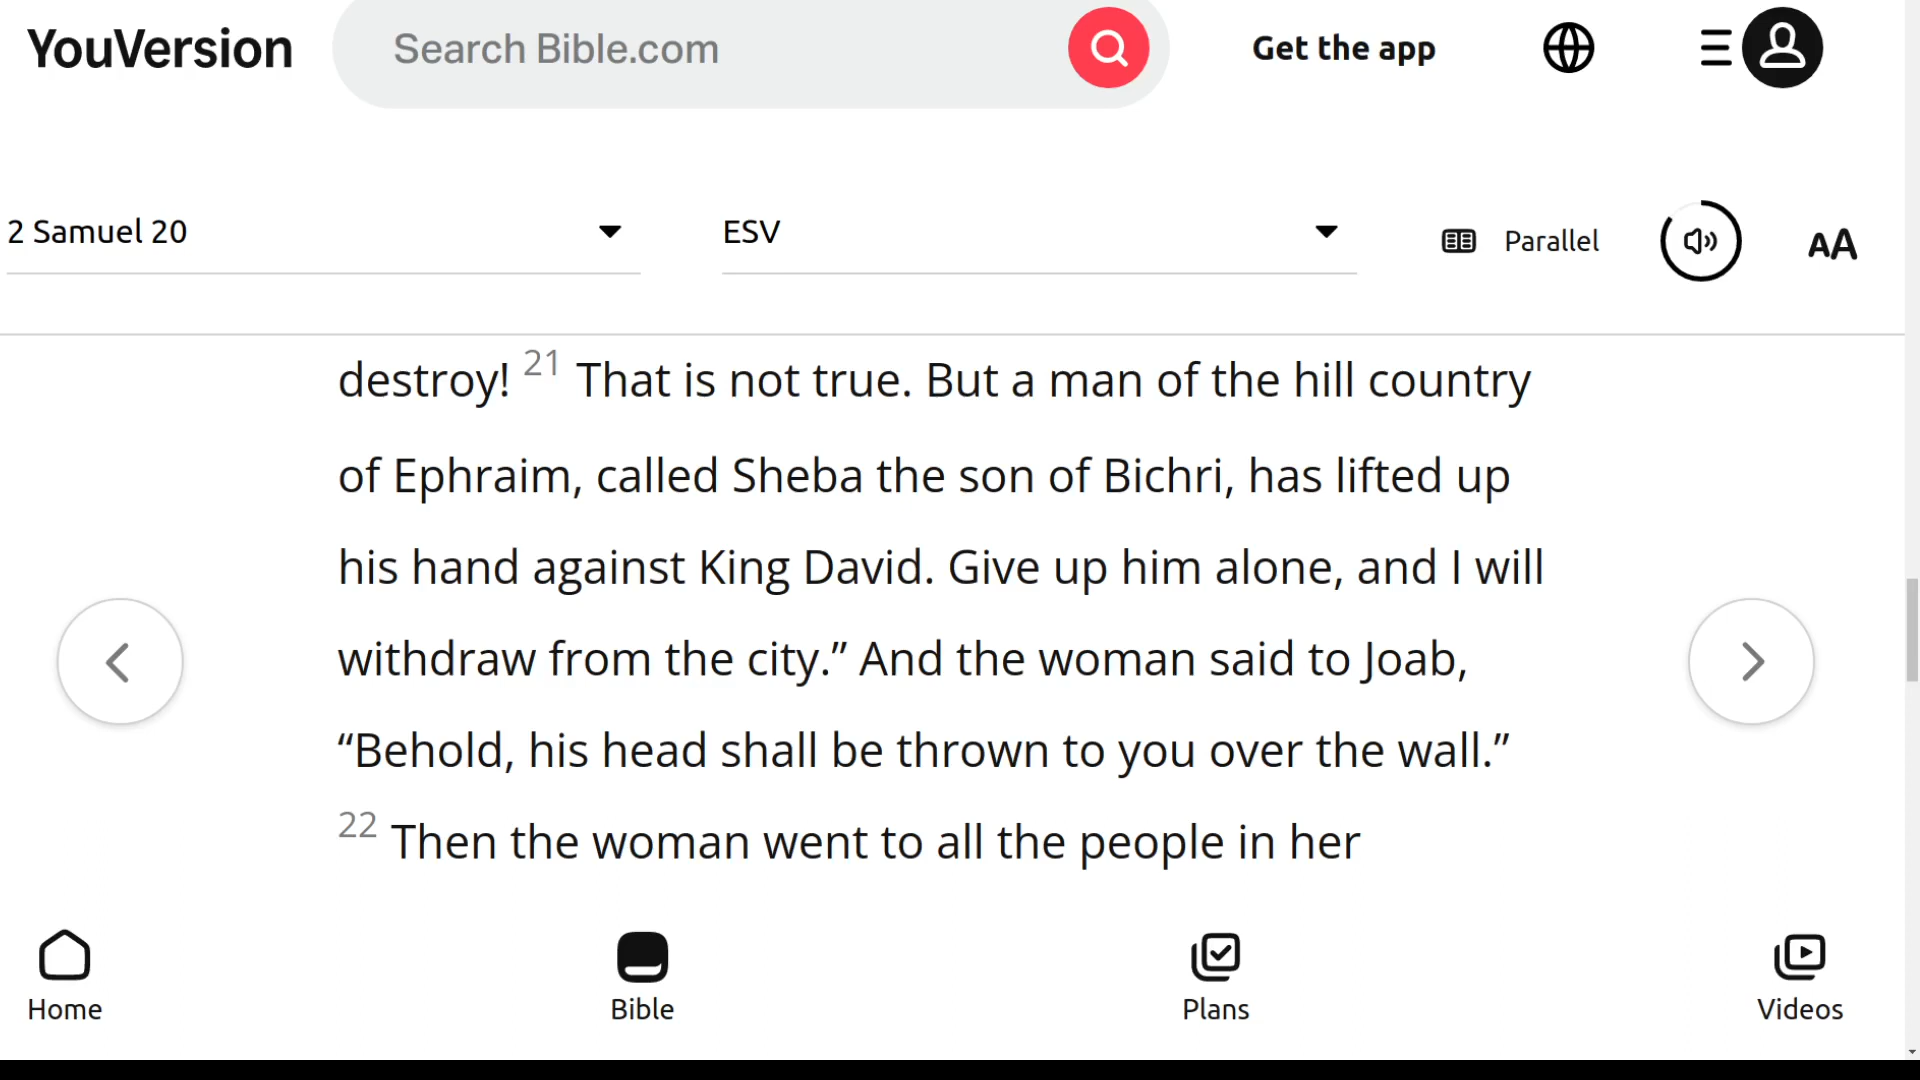 YouVersion
Search Bible.com
Get the app
2 Samuel 20
ESV
Parallel
AA
destroy! 21 That is not true. But a man of the hill country
of Ephraim, called Sheba the son of Bichri, has lifted up
his hand against King David. Give up him alone, and I will
withdraw from the city.” And the woman said to Joab,
“Behold, his head shall be thrown to you over the wall.”
22 Then the woman went to all the people in her
Home
Bible
Plans
Videos